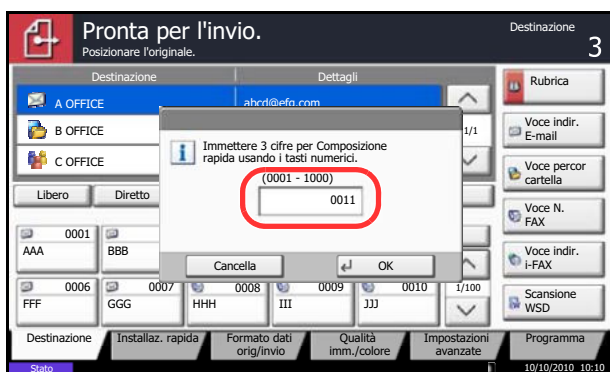 Pronta per l'invio.
Posizionare l'originale.
Destinazione
3
Destinazione
Dettagli
A OFFICE
abcd@efg.com
B OFFICE
C OFFICE
1/1
Immettere 3 cifre per Composizione
rapida usando i tasti numerici.
(0001 - 1000)
0011
Cancella
OK
Libero
Diretto
0001
AAA
BBB
0006
FFF
0007
GGG
0008
HHH
0009
III
0010
JJJ
1/100
Rubrica
Voce indir.
E-mail
Voce percor
cartella
Voce N.
FAX
Voce indir.
i-FAX
Scansione
WSD
Destinazione
Installaz. rapida
Formato dati
orig/invio
Qualità
imm./colore
Impostazioni
avanzate
Programma
Stato
10/10/2010 10:10